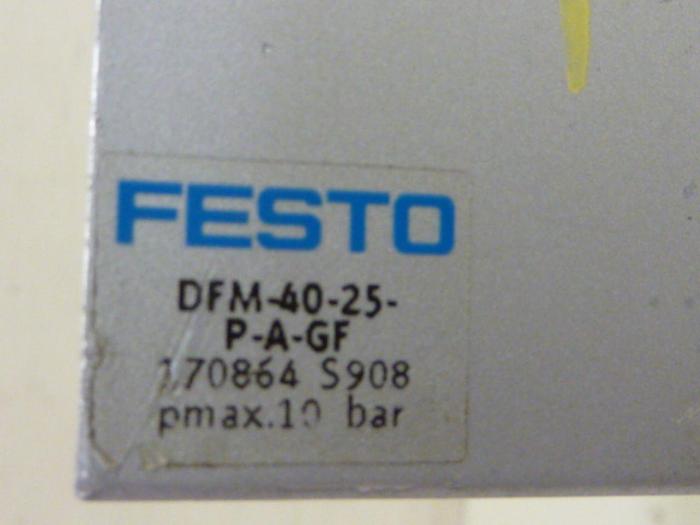 FESTO
DFM-40-25-
P-A-GF
170864 S908
pmax.10 bar